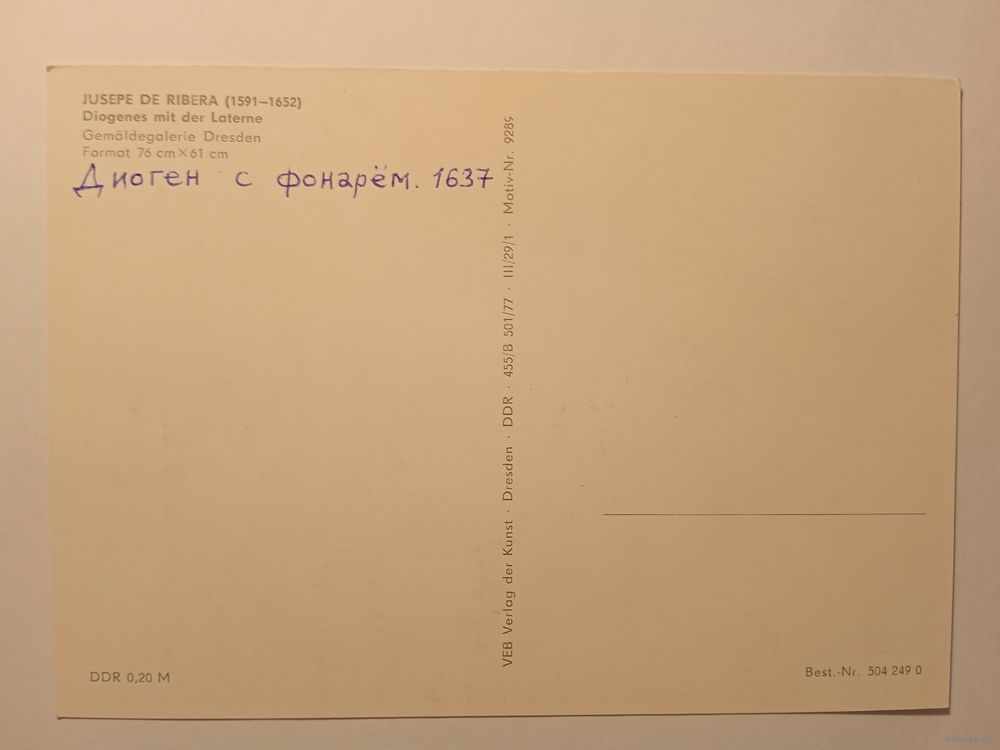 JUSEPE DE RIBERA (1591—1652)
Diogenes mit der Laterne
Gemäldegalerie Dresden
Format 76 cm × 61 cm
Диоген с фонарём. 1637
VEB Verlag der Kunst · Dresden · DDR · 455/B 501/77 · III/29/1 · Motiv-Nr. 9289
DDR 0,20 M
Best.-Nr. 504 249 0